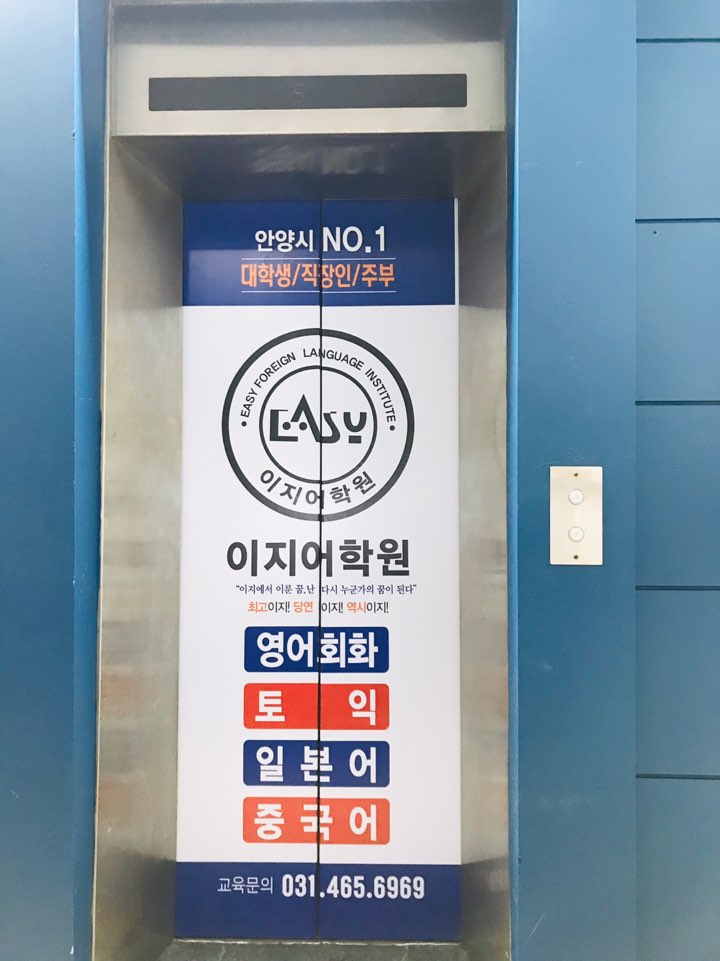 안양시 NO.1
대학생/직장인/주부
• EASY FOREIGN LANGUAGE INSTITUTE •
EASY
이지어학원
이지어학원
“이지에서 이룬 꿈,난 다시 누군가의 꿈이 된다”
최고이지! 당연 이지! 역시이지!
영어회화
토 익
일본어
중국어
교육문의 031.465.6969